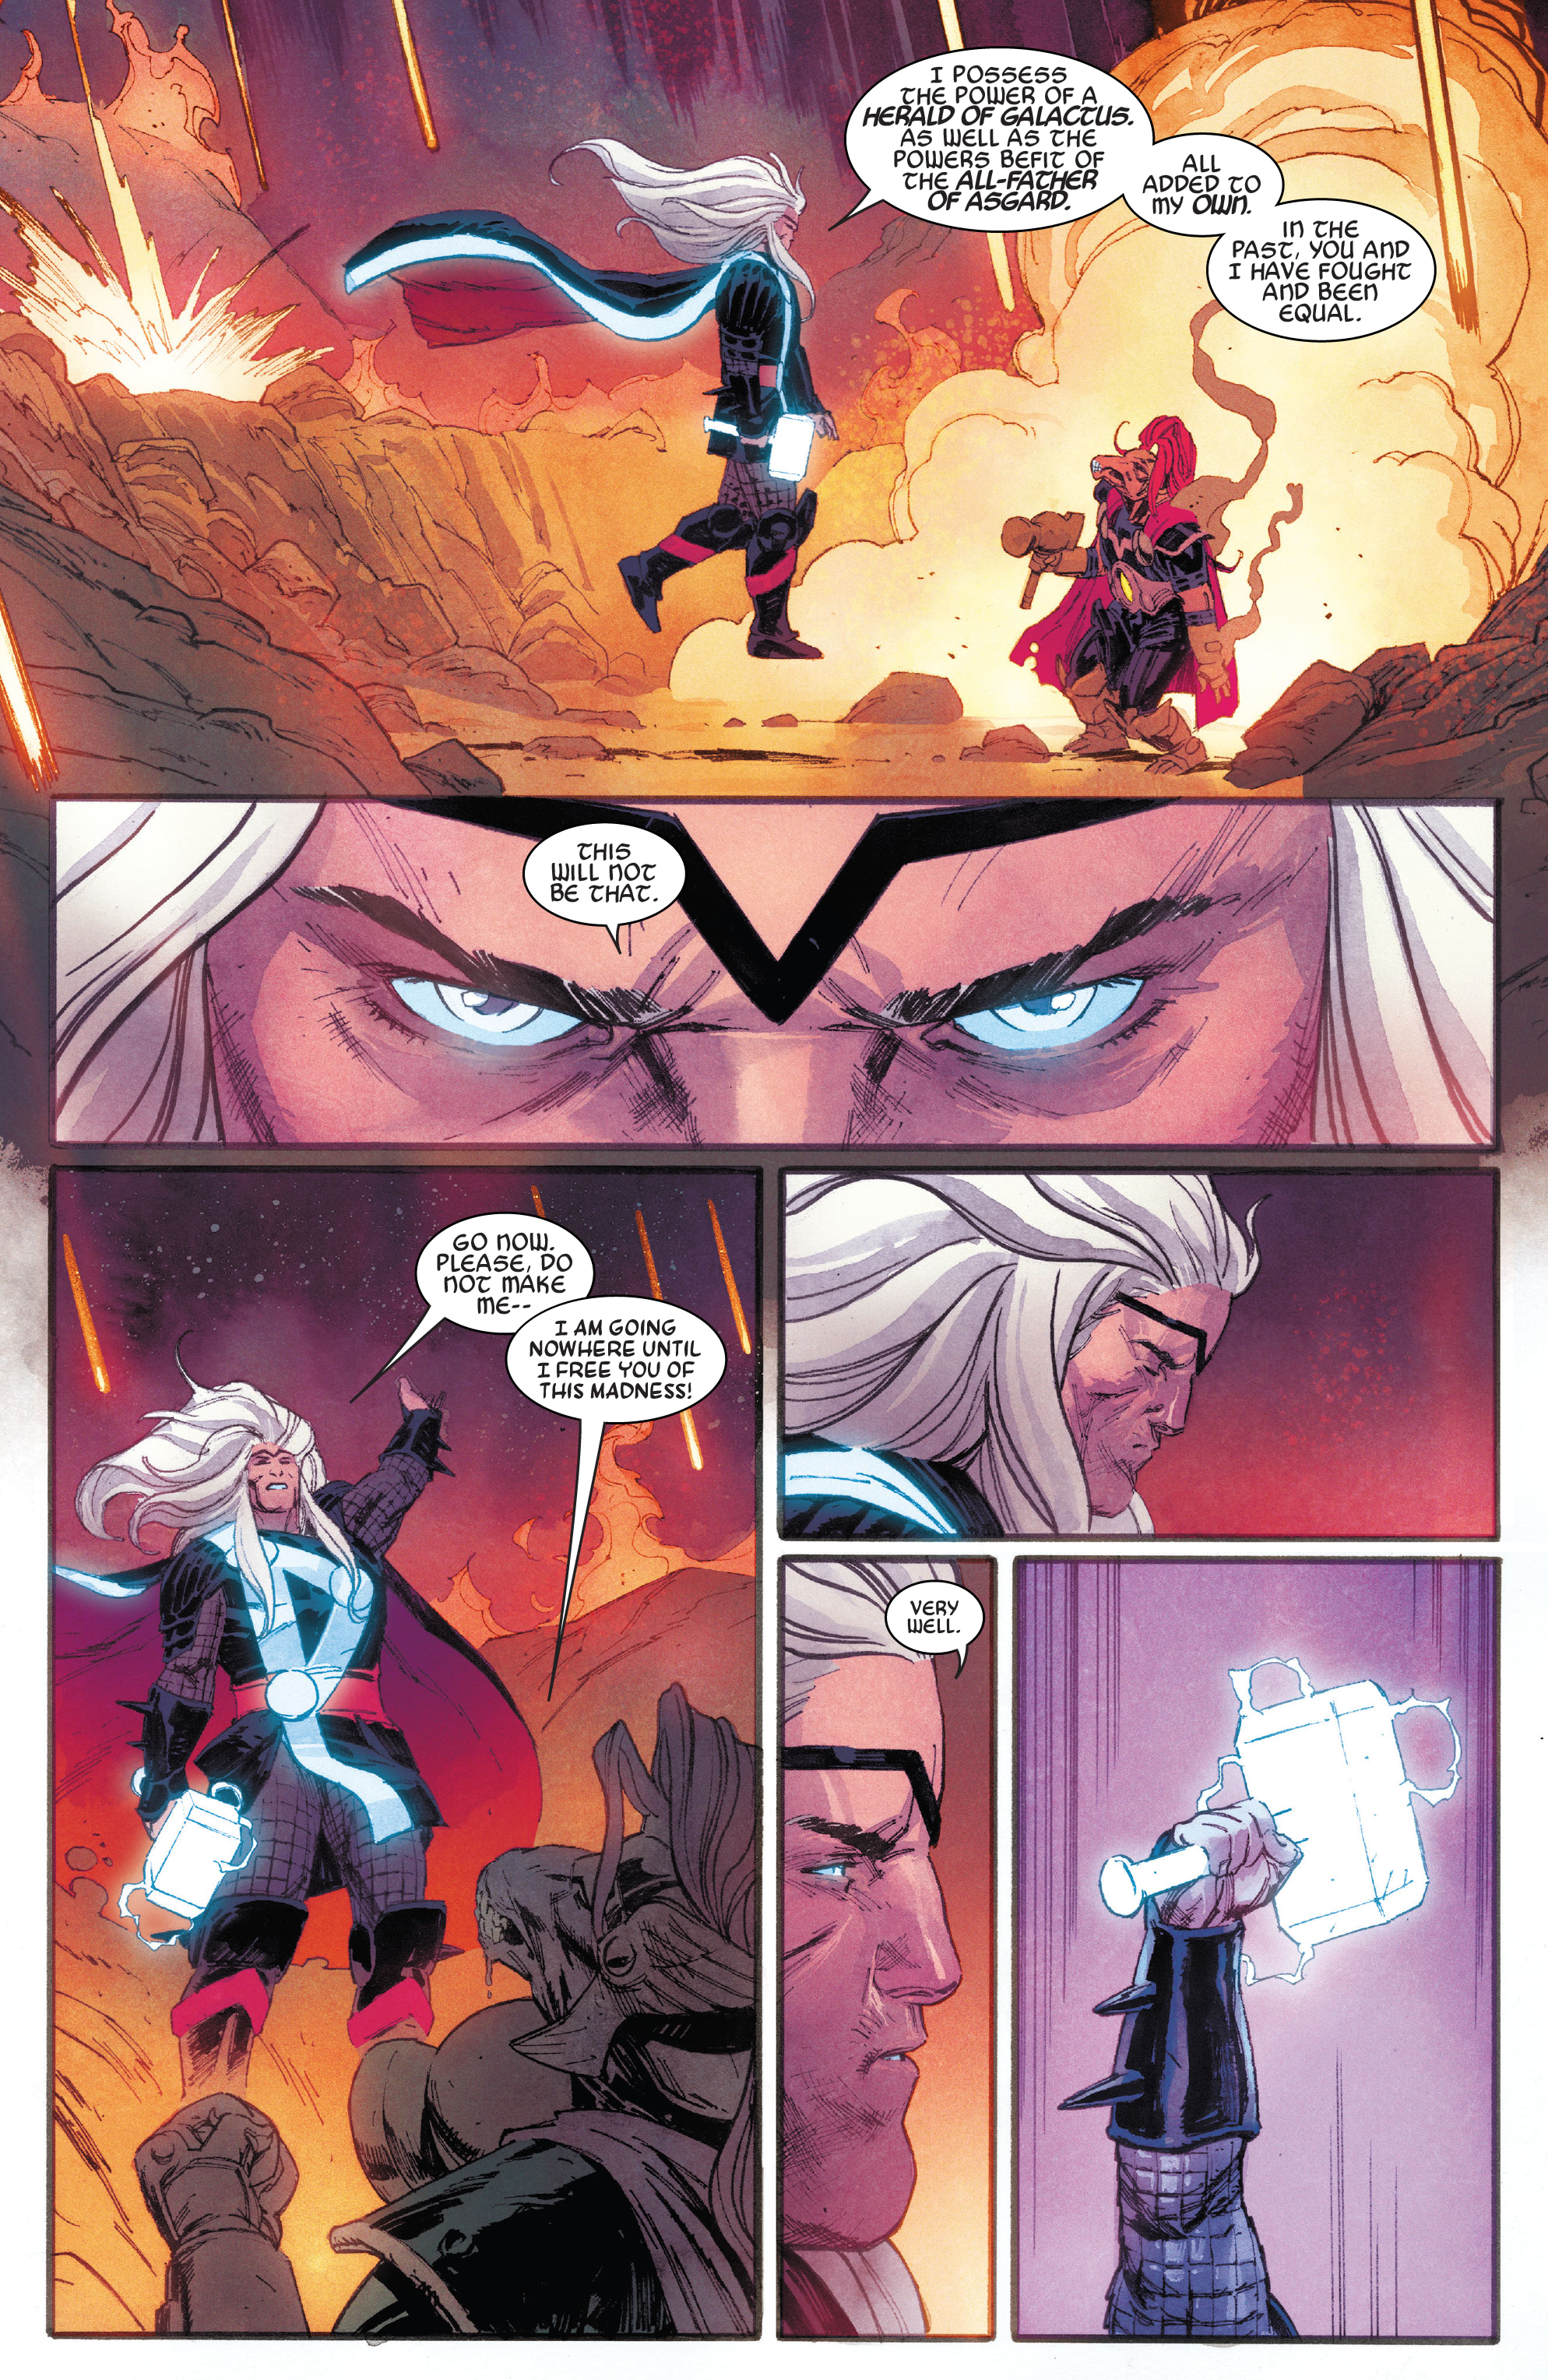 I POSSESS
THE POWER OF A
HERALD OF GALACTUS.
AS WELL AS THE
POWERS BEFIT OF
THE ALL-FATHER
OF ASGARD.
ALL
ADDED TO
MY OWN.
IN THE
PAST, YOU AND
I HAVE FOUGHT
AND BEEN
EQUAL.
THIS
WILL NOT
BE THAT.
GO NOW.
PLEASE, DO
NOT MAKE
ME--
I AM GOING
NOWHERE UNTIL
I FREE YOU OF
THIS MADNESS!
VERY
WELL.